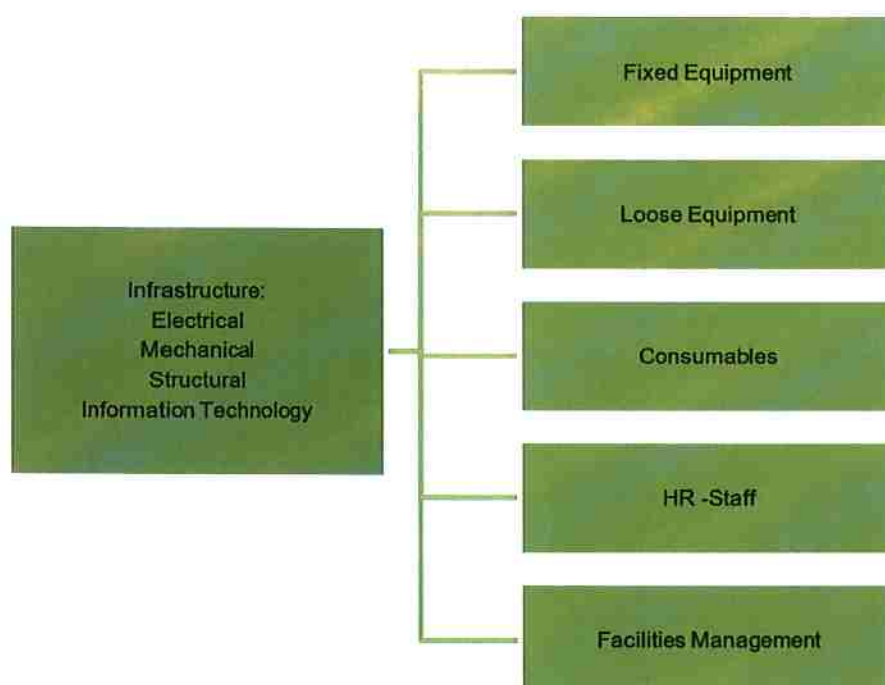 Infrastructure:
Electrical
Mechanical
Structural
Information Technology
Fixed Equipment
Loose Equipment
Consumables
HR -Staff
Facilities Management